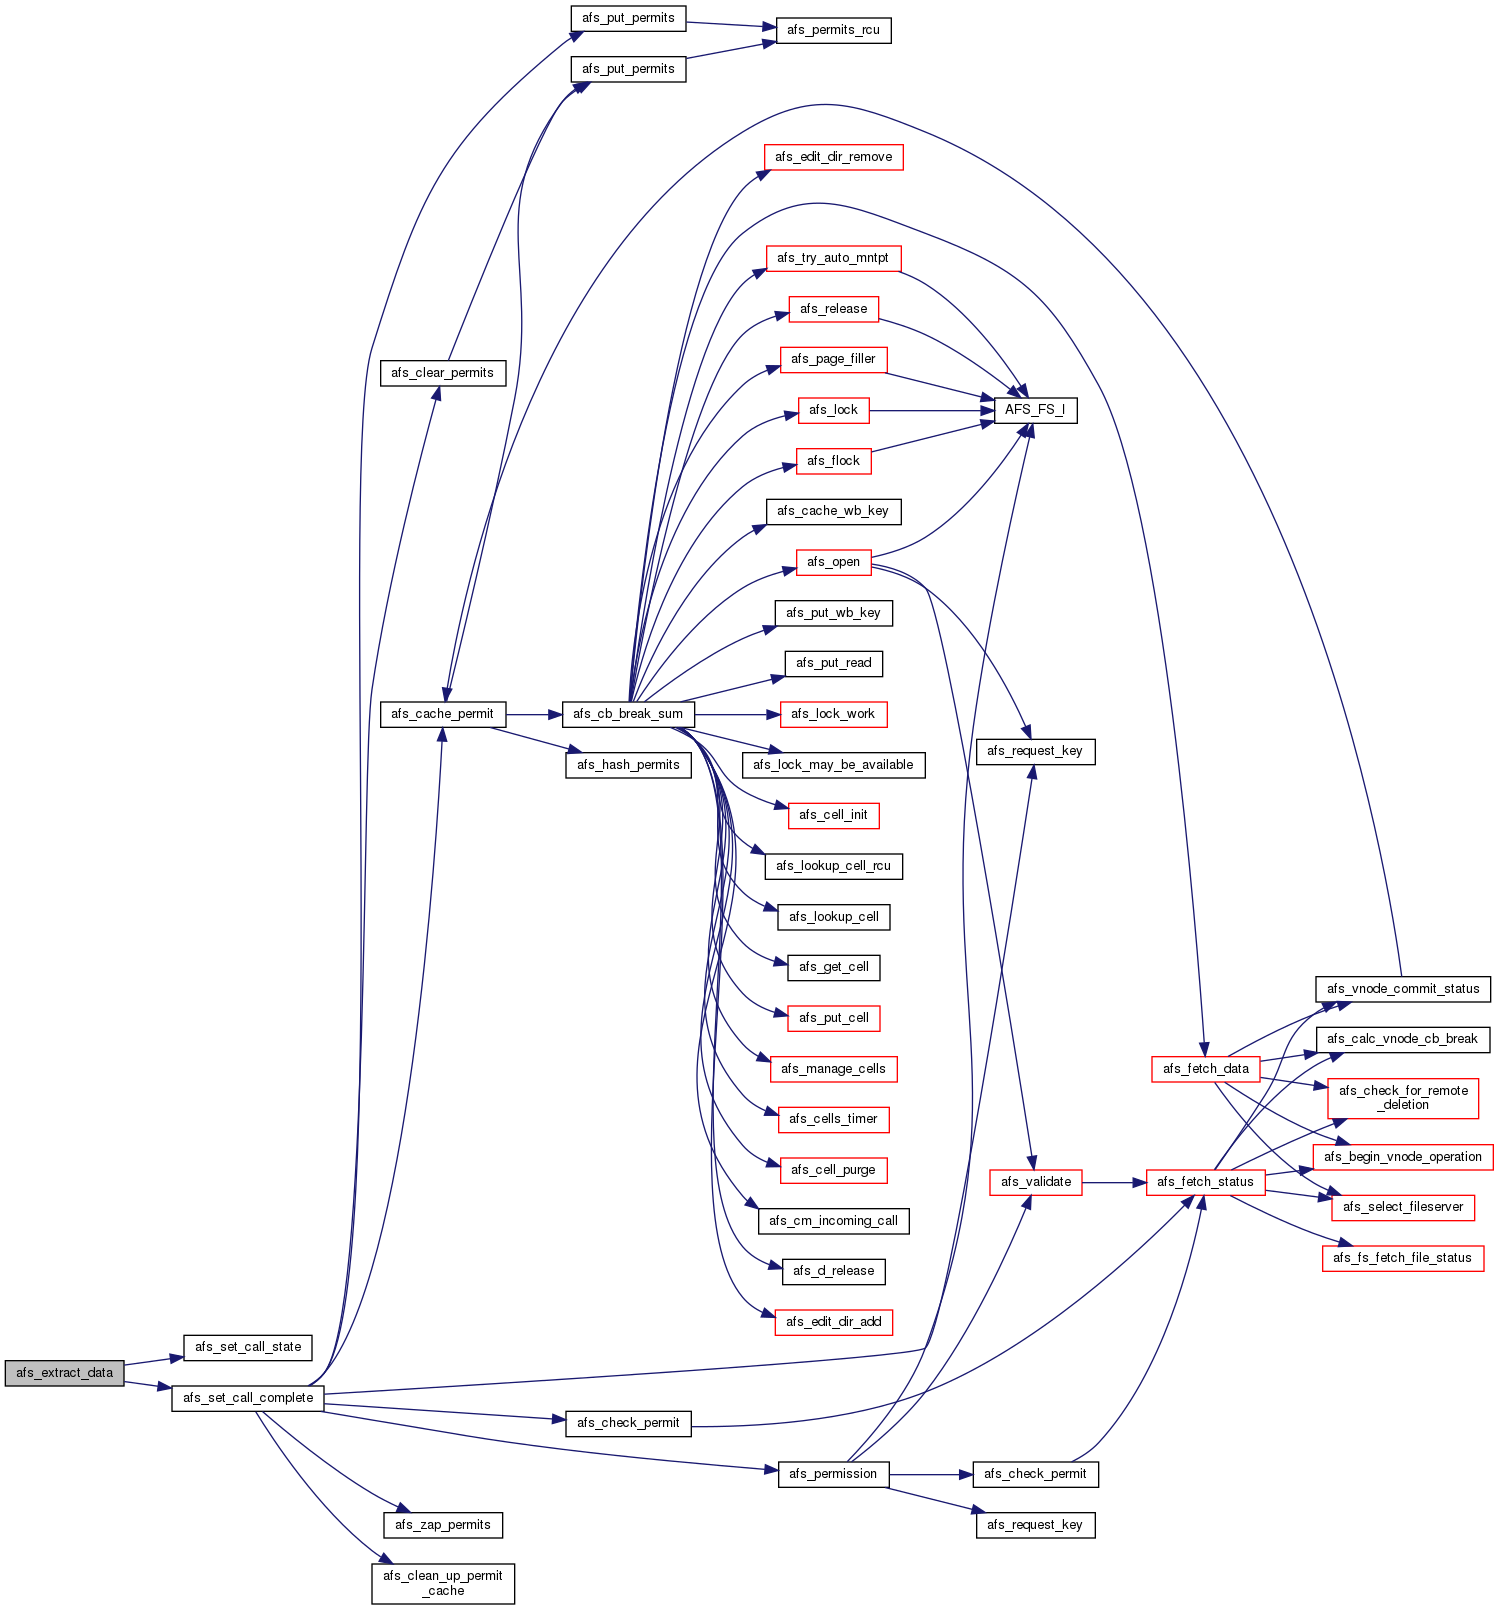 afs_put_permits
afs_permits_rcu
afs_put_permits
afs_edit_dir_remove
afs_try_auto_mntpt
afs_release
afs_page_filler
afs_clear_permits
afs_lock
AFS_FS_I
afs_flock
afs_cache_wb_key
afs_open
afs_put_wb_key
afs_put_read
afs_cache_permit
afs_cb_break_sum
afs_lock_work
afs_request_key
afs_hash_permits
afs_lock_may_be_available
afs_cell_init
afs_lookup_cell_rcu
afs_lookup_cell
afs_get_cell
afs_vnode_commit_status
afs_put_cell
afs_calc_vnode_cb_break
afs_manage_cells
afs_fetch_data
afs_check_for_remote
_deletion
afs_cells_timer
afs_cell_purge
afs_begin_vnode_operation
afs_validate
afs_fetch_status
afs_select_fileserver
afs_cm_incoming_call
afs_fs_fetch_file_status
afs_d_release
afs_edit_dir_add
afs_set_call_state
afs_extract_data
afs_set_call_complete
afs_check_permit
afs_permission
afs_check_permit
afs_zap_permits
afs_request_key
afs_clean_up_permit
_cache